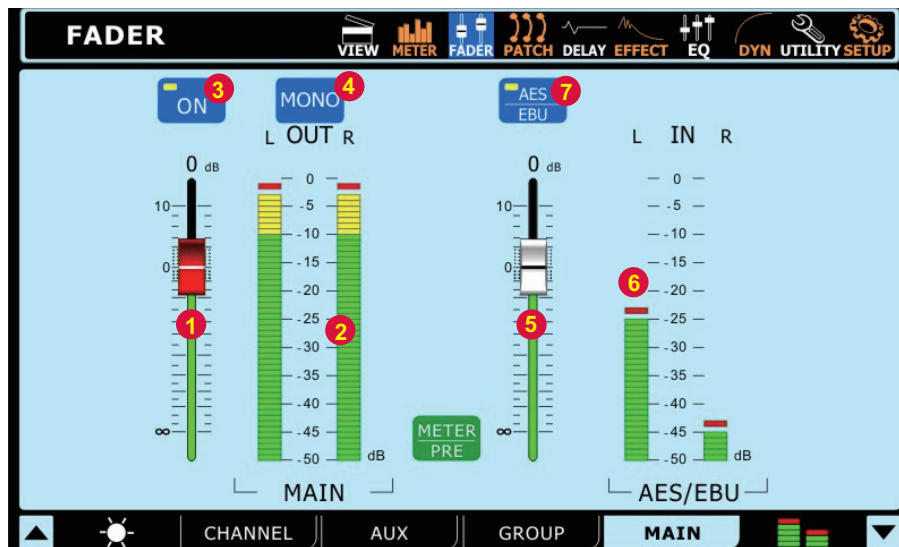 FADER
VIEW METER FADER PATCH DELAY EFFECT EQ DYN UTILITY SETUP
ON 3 MONO 4 AES 7
EBU
L OUT R L IN R
0 dB 0 dB
0 0
10 -5 10 -5
-10 -10
-15 -15
0 0
-20 6 -20
1 -25 2 5 -25
-30 -30
-35 -35
-40 -40
∞ -45 METER ∞ -45
-50 dB PRE -50 dB
MAIN AES/EBU
CHANNEL AUX GROUP MAIN